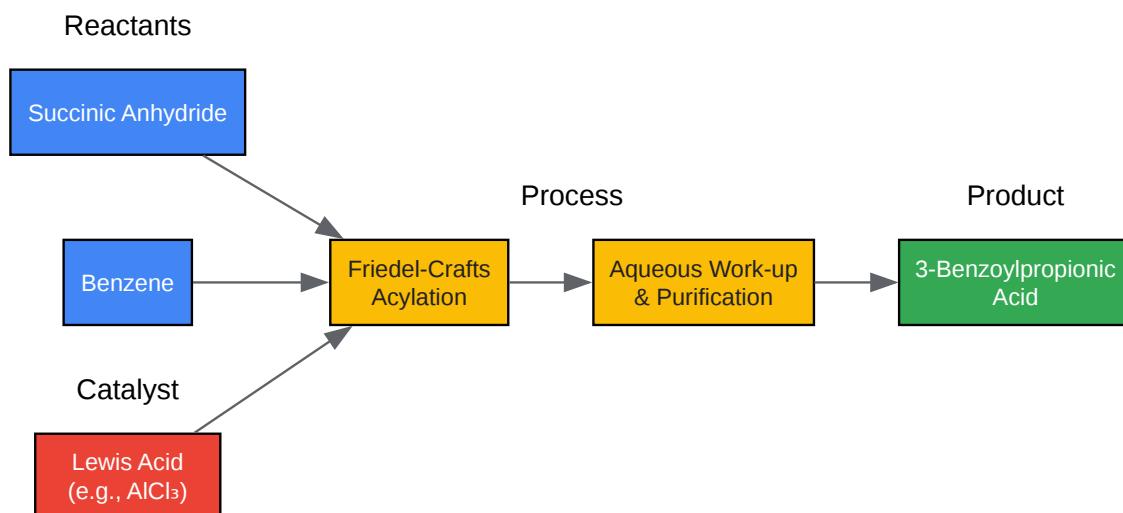 Reactants
Succinic Anhydride
Process
Product
Benzene
Friedel-Crafts
Acylation
Aqueous Work-up
& Purification
3-Benzoylpropionic
Acid
Catalyst
Lewis Acid
(e.g., AlCl₃)